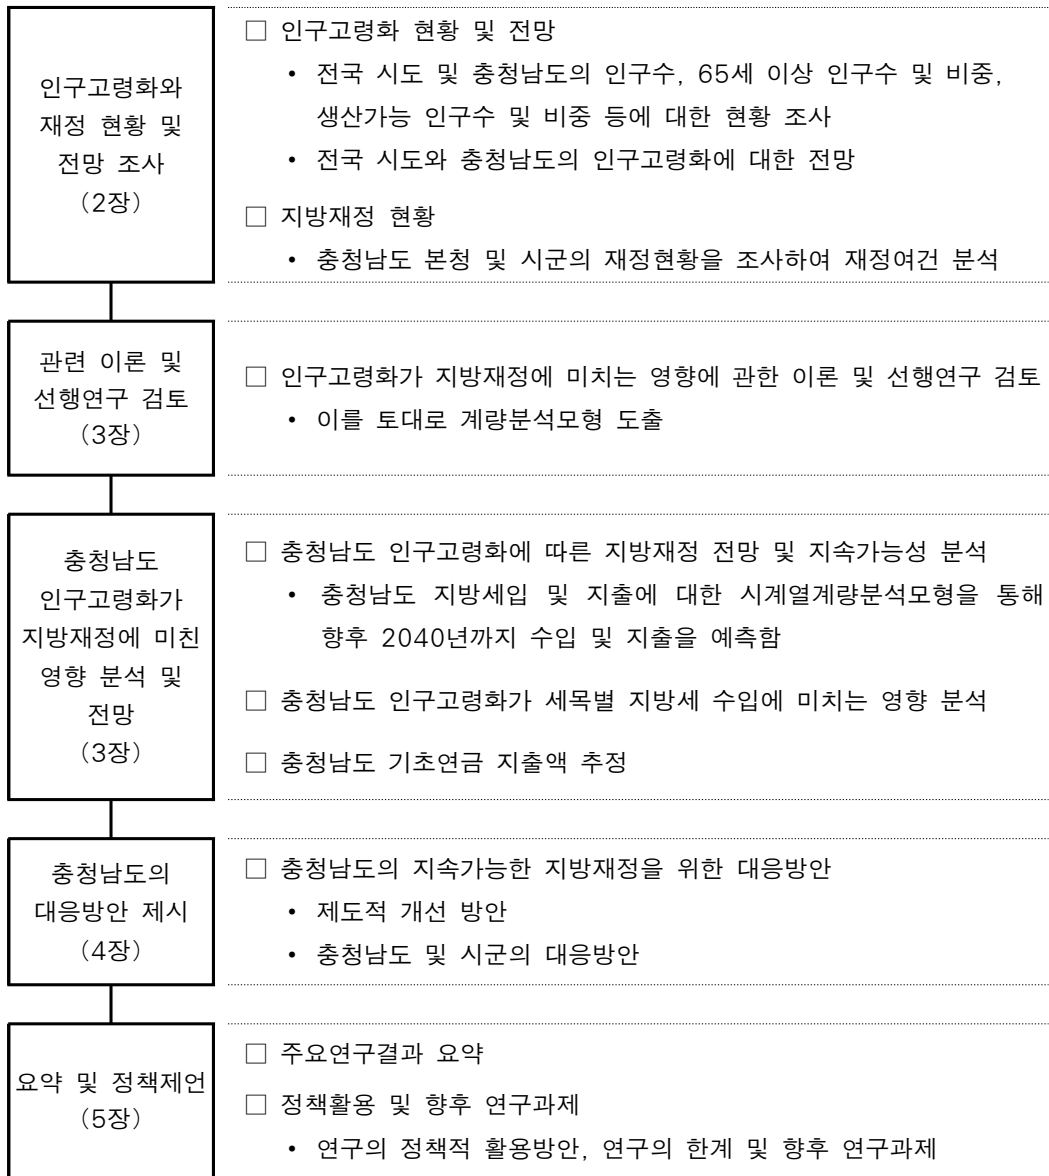 인구고령화와
재정 현황 및
전망 조사
(2장)
□ 인구고령화 현황 및 전망
• 전국 시도 및 충청남도의 인구수, 65세 이상 인구수 및 비중,
생산가능 인구수 및 비중 등에 대한 현황 조사
• 전국 시도와 충청남도의 인구고령화에 대한 전망
□ 지방재정 현황
• 충청남도 본청 및 시군의 재정현황을 조사하여 재정여건 분석
관련 이론 및
선행연구 검토
(3장)
□ 인구고령화가 지방재정에 미치는 영향에 관한 이론 및 선행연구 검토
• 이를 토대로 계량분석모형 도출
충청남도
인구고령화가
지방재정에 미친
영향 분석 및
전망
(3장)
□ 충청남도 인구고령화에 따른 지방재정 전망 및 지속가능성 분석
• 충청남도 지방세입 및 지출에 대한 시계열계량분석모형을 통해
향후 2040년까지 수입 및 지출을 예측함
□ 충청남도 인구고령화가 세목별 지방세 수입에 미치는 영향 분석
□ 충청남도 기초연금 지출액 추정
충청남도의
대응방안 제시
(4장)
□ 충청남도의 지속가능한 지방재정을 위한 대응방안
• 제도적 개선 방안
• 충청남도 및 시군의 대응방안
요약 및 정책제언
(5장)
□ 주요연구결과 요약
□ 정책활용 및 향후 연구과제
• 연구의 정책적 활용방안, 연구의 한계 및 향후 연구과제